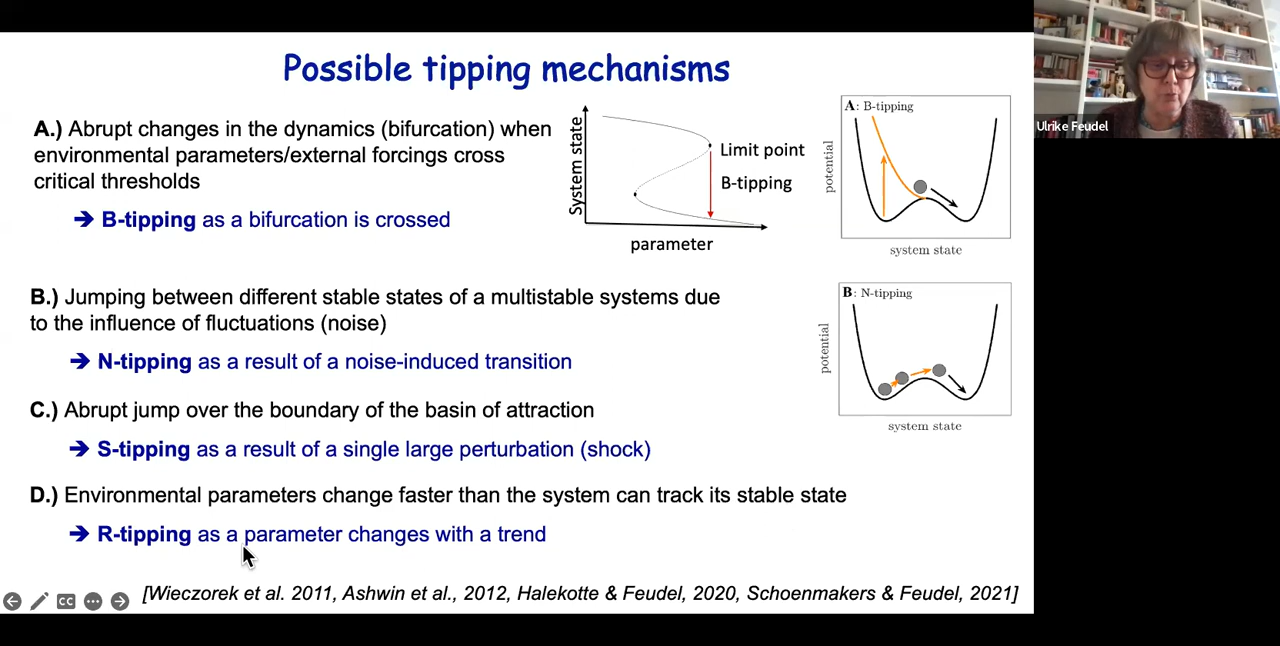 Possible tipping mechanisms
A.) Abrupt changes in the dynamics (bifurcation) when
environmental parameters/external forcings cross
critical thresholds
➔ B-tipping as a bifurcation is crossed
System state
Limit point
B-tipping
parameter
A: B-tipping
potential
system state
B.) Jumping between different stable states of a multistable systems due
to the influence of fluctuations (noise)
➔ N-tipping as a result of a noise-induced transition
B: N-tipping
potential
system state
C.) Abrupt jump over the boundary of the basin of attraction
➔ S-tipping as a result of a single large perturbation (shock)
D.) Environmental parameters change faster than the system can track its stable state
➔ R-tipping as a parameter changes with a trend
CC
[Wieczorek et al. 2011, Ashwin et al., 2012, Halekotte & Feudel, 2020, Schoenmakers & Feudel, 2021]
Ulrike Feudel